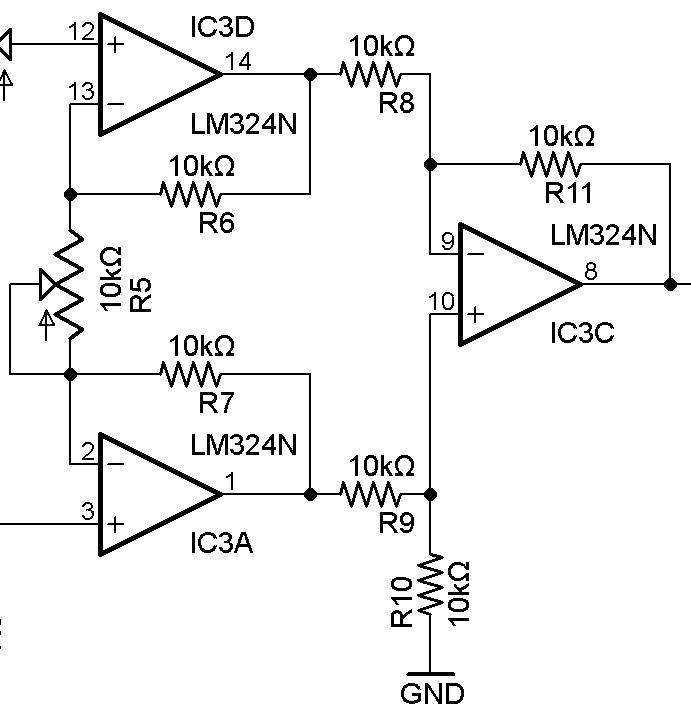 IC3D
12
+
14
13
−
LM324N
10kΩ
R8
10kΩ
R6
10kΩ
R11
LM324N
9
−
8
10
+
IC3C
10kΩ
R5
10kΩ
R7
LM324N
2
−
1
3
+
IC3A
10kΩ
R9
R10
10kΩ
GND